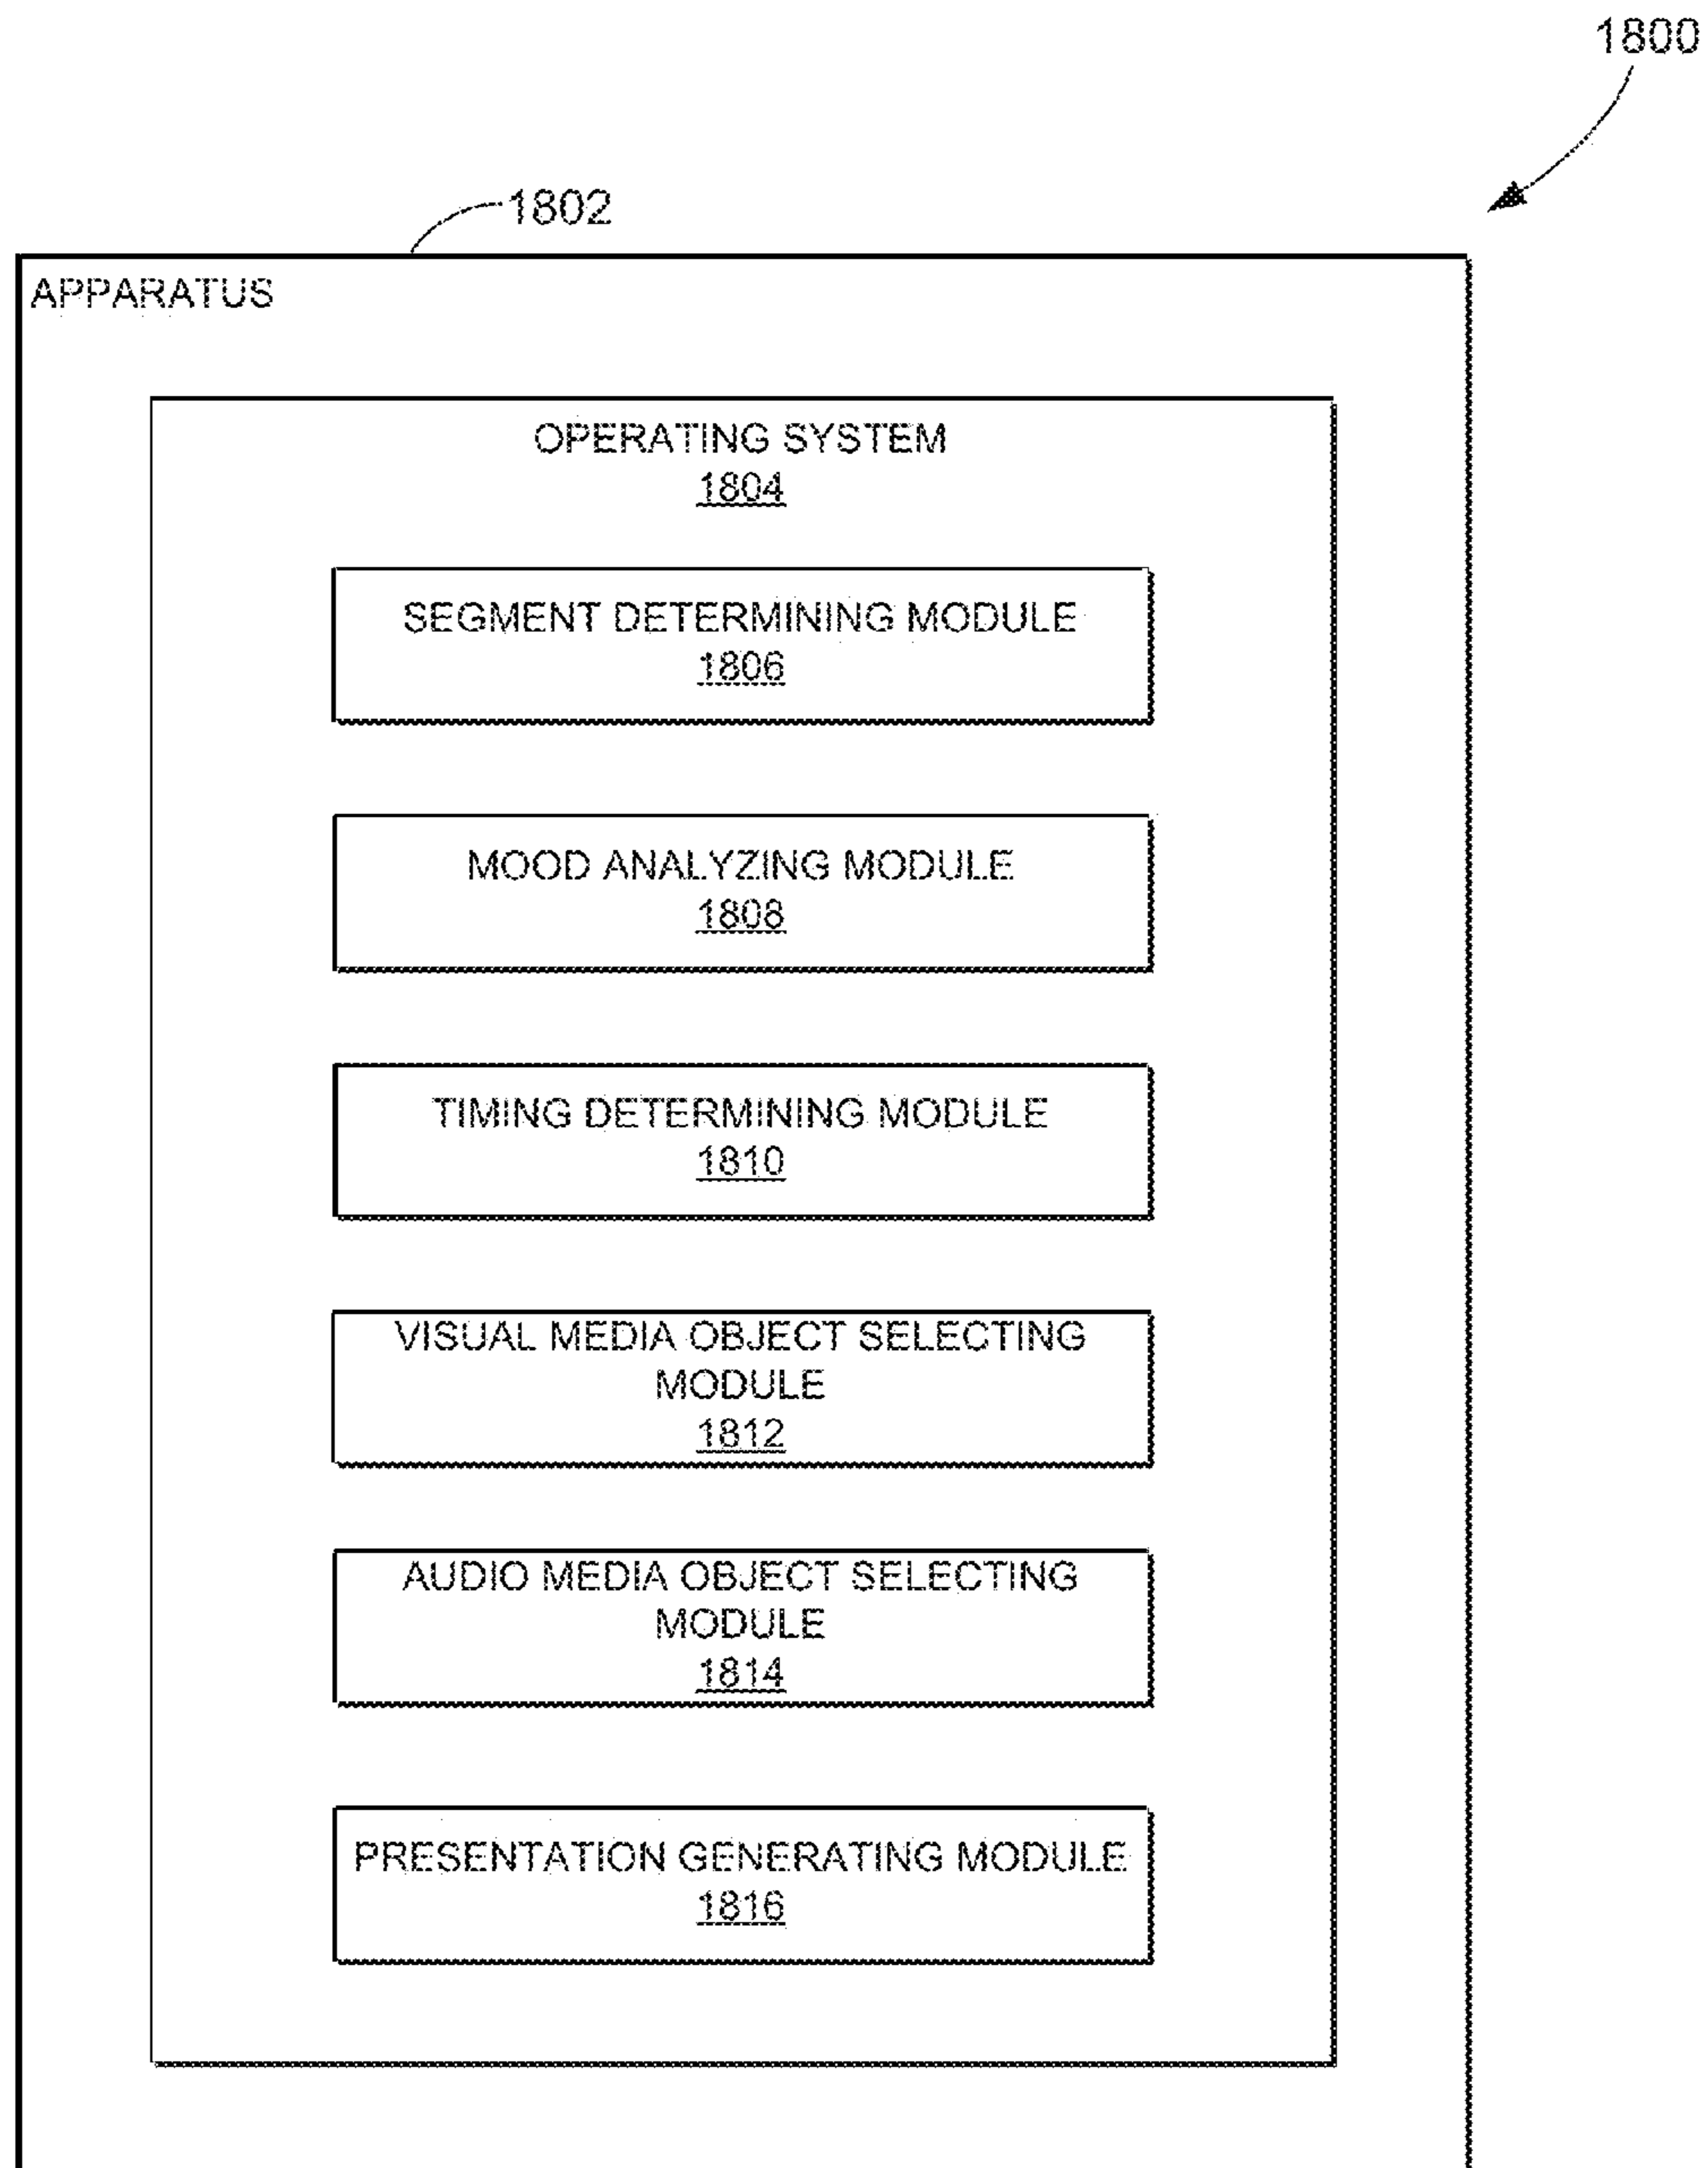 1800
1802
APPARATUS
OPERATING SYSTEM
1804
SEGMENT DETERMINING MODULE
1806
MOOD ANALYZING MODULE
1808
TIMING DETERMINING MODULE
1810
VISUAL MEDIA OBJECT SELECTING
MODULE
1812
AUDIO MEDIA OBJECT SELECTING
MODULE
1814
PRESENTATION GENERATING MODULE
1816